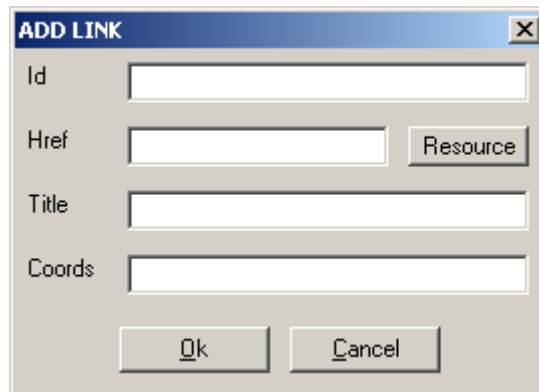 ADD LINK
Id
Href
Resource
Title
Coords
Ok
Cancel